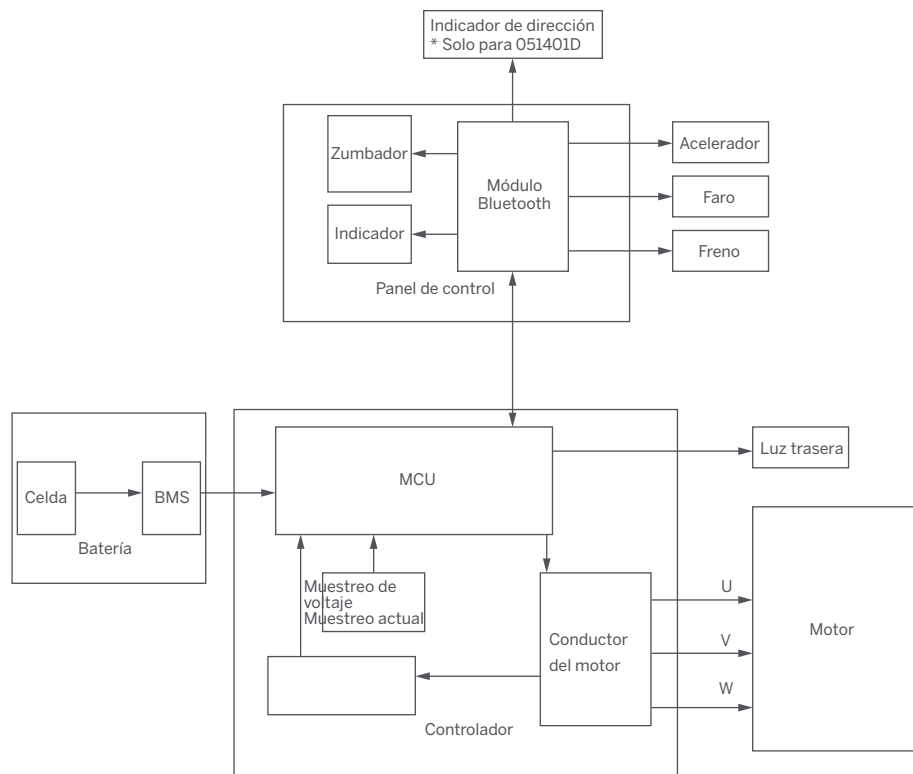 Indicador de dirección
* Solo para 051401D
Zumbador
Módulo
Bluetooth
Acelerador
Faro
Indicador
Freno
Panel de control
Luz trasera
MCU
Celda
BMS
Batería
Muestreo de
voltaje
Muestreo actual
U
V
W
Motor
Conductor
del motor
Controlador